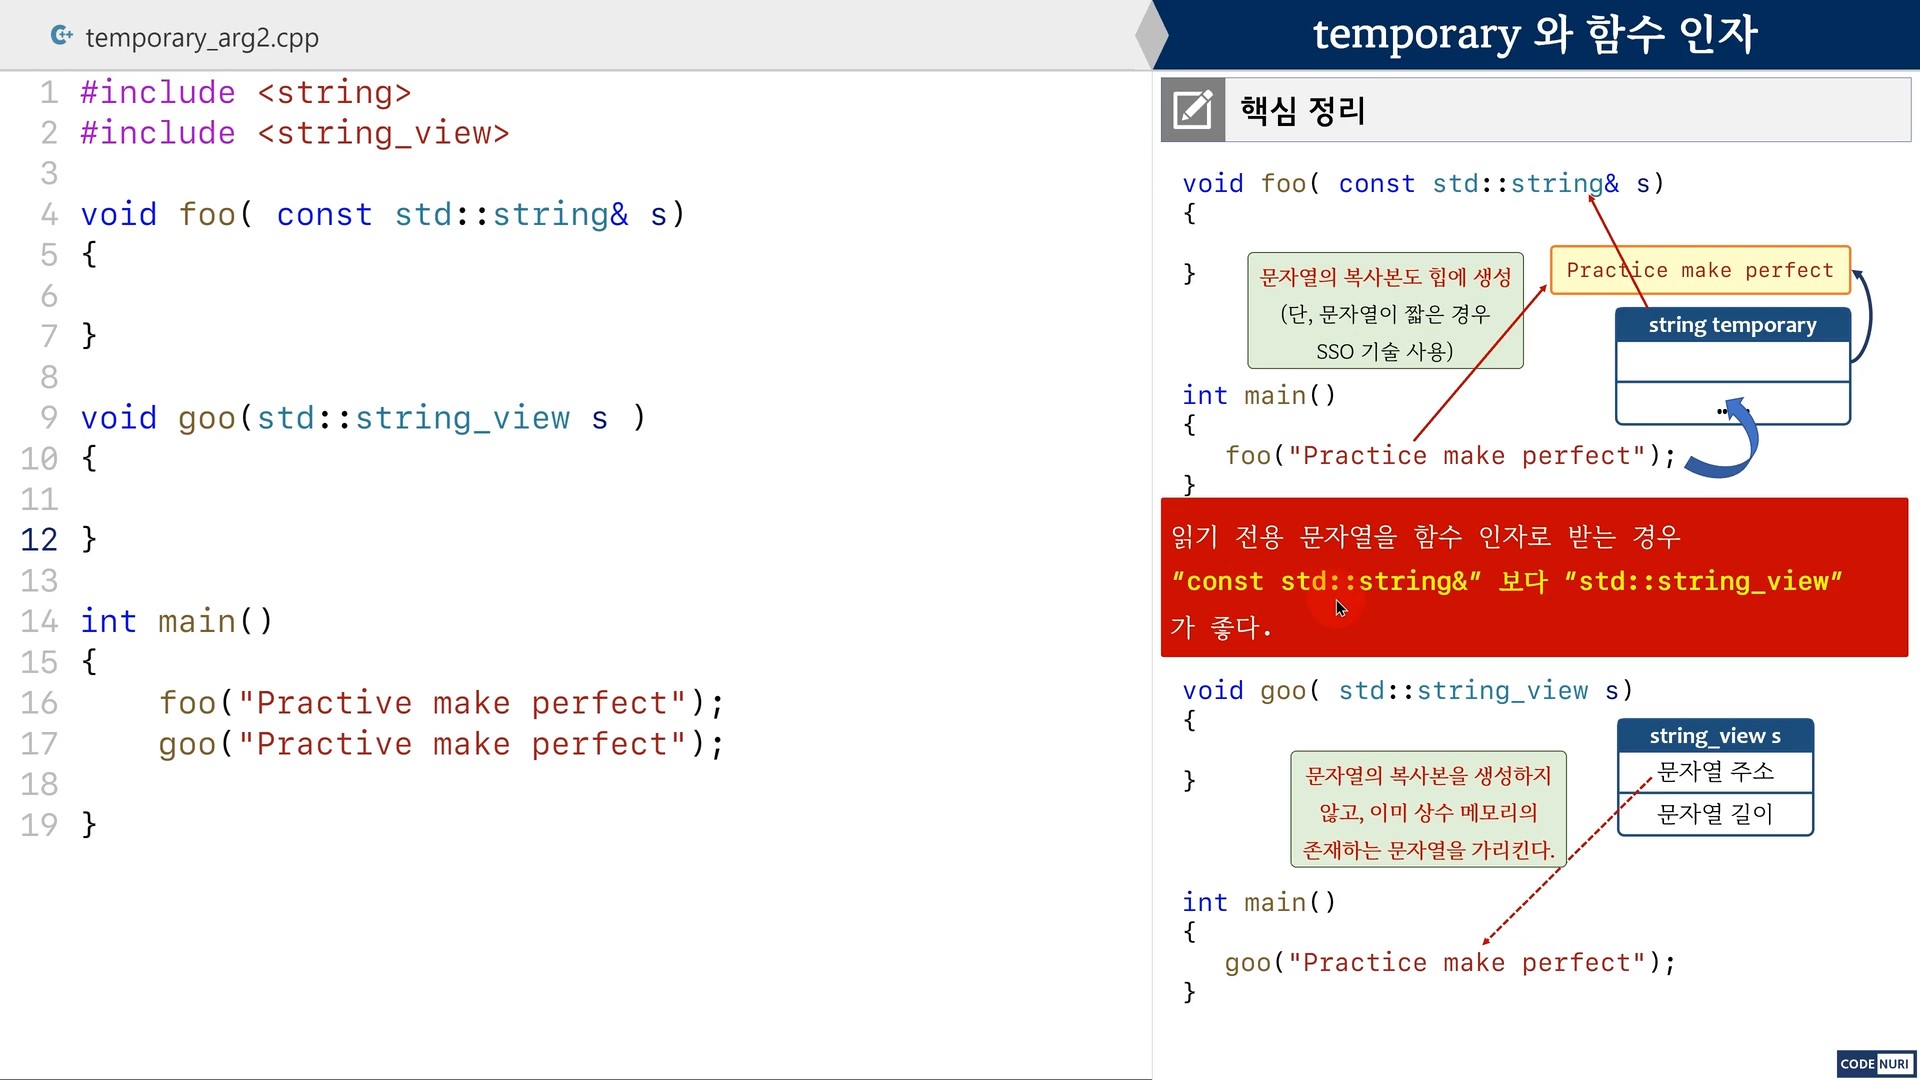 temporary_arg2.cpp
1 #include <string>
2 #include <string_view>
3
4 void foo( const std::string& s)
5 {
6
7 }
8
9 void goo(std::string_view s )
10 {
11
12 }
13
14 int main()
15 {
16 foo("Practive make perfect");
17 goo("Practive make perfect");
18
19 }
temporary 와 함수 인자
핵심 정리
void foo( const std::string& s)
{
}
문자열의 복사본도 힙에 생성
(단, 문자열이 짧은 경우
SSO 기술 사용)
Practice make perfect
string temporary
int main()
{
foo("Practice make perfect");
}
읽기 전용 문자열을 함수 인자로 받는 경우
"const std::string&" 보다 "std::string_view"
가 좋다.
void goo( std::string_view s)
{
}
문자열의 복사본을 생성하지
않고, 이미 상수 메모리의
존재하는 문자열을 가리킨다.
string_view s
문자열 주소
문자열 길이
int main()
{
goo("Practice make perfect");
}
CODE NURI